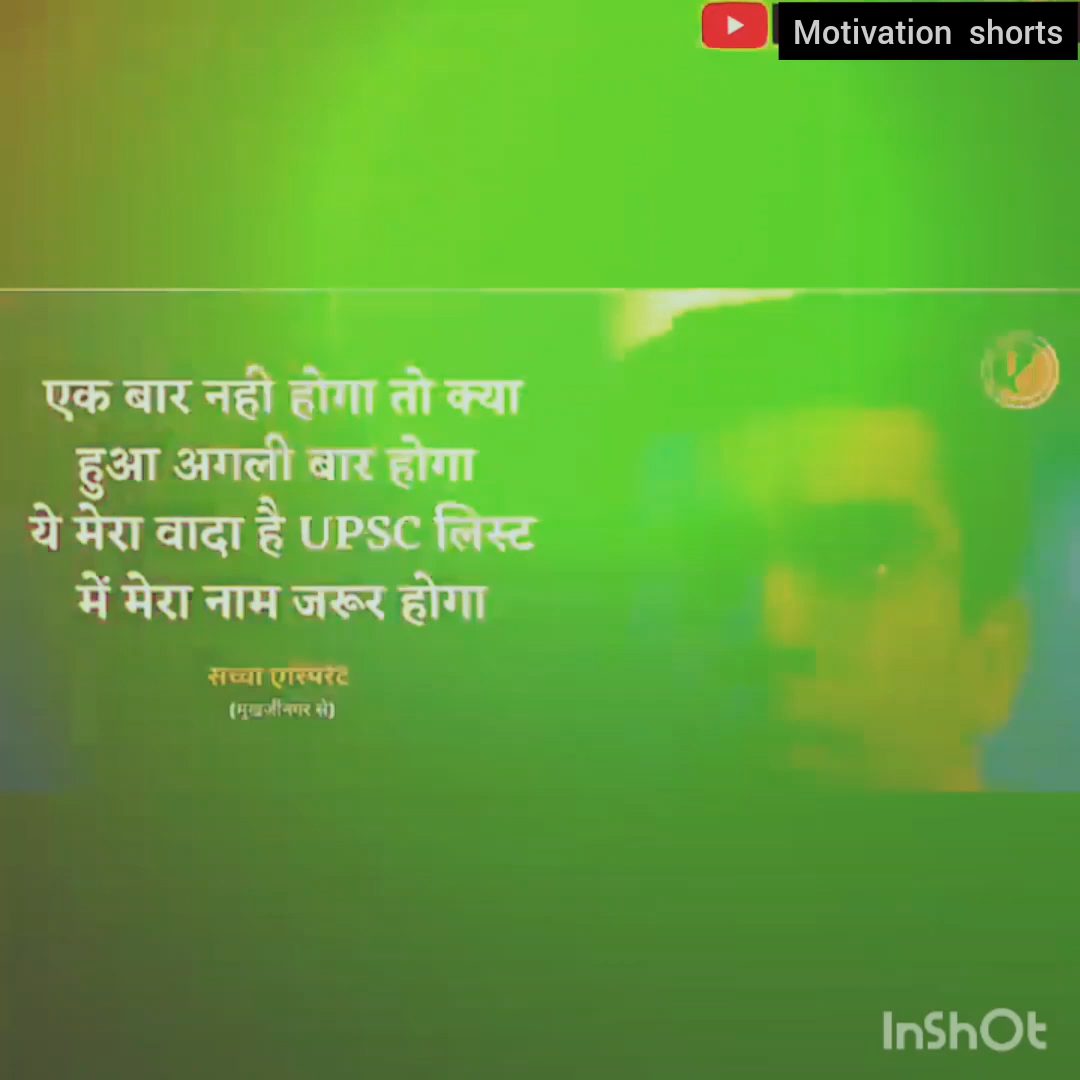 Motivation shorts
एक बार नही होगा तो क्या
हुआ अगली बार होगा
ये मेरा वादा है UPSC लिस्ट
में मेरा नाम जरूर होगा
सच्चा एस्पिरेंट
(मुखर्जीनगर से)
InShOt